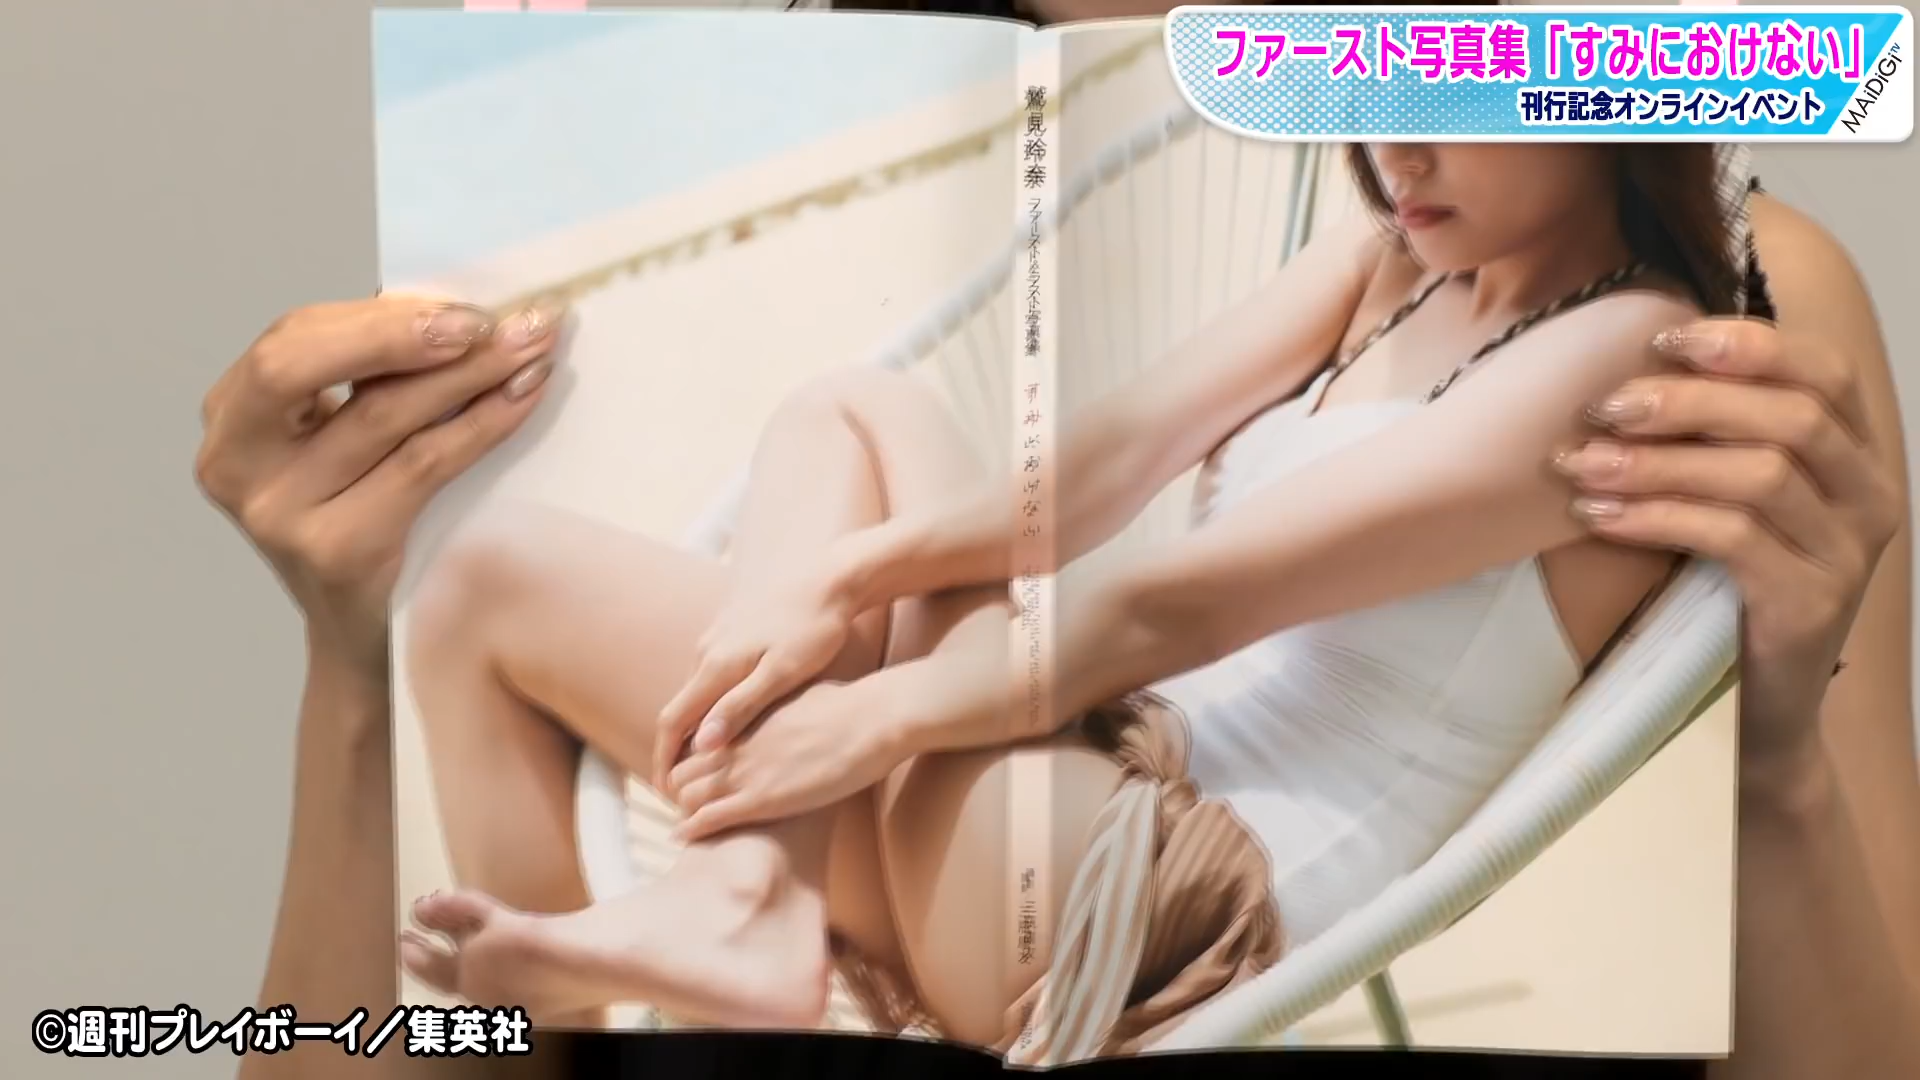 ファースト写真集「すみにおけない」
刊行記念オンラインイベント
MAiDiGiTV
鷲見玲奈 ファースト&ラスト写真集 すみにおけない
©週刊プレイボーイ／集英社